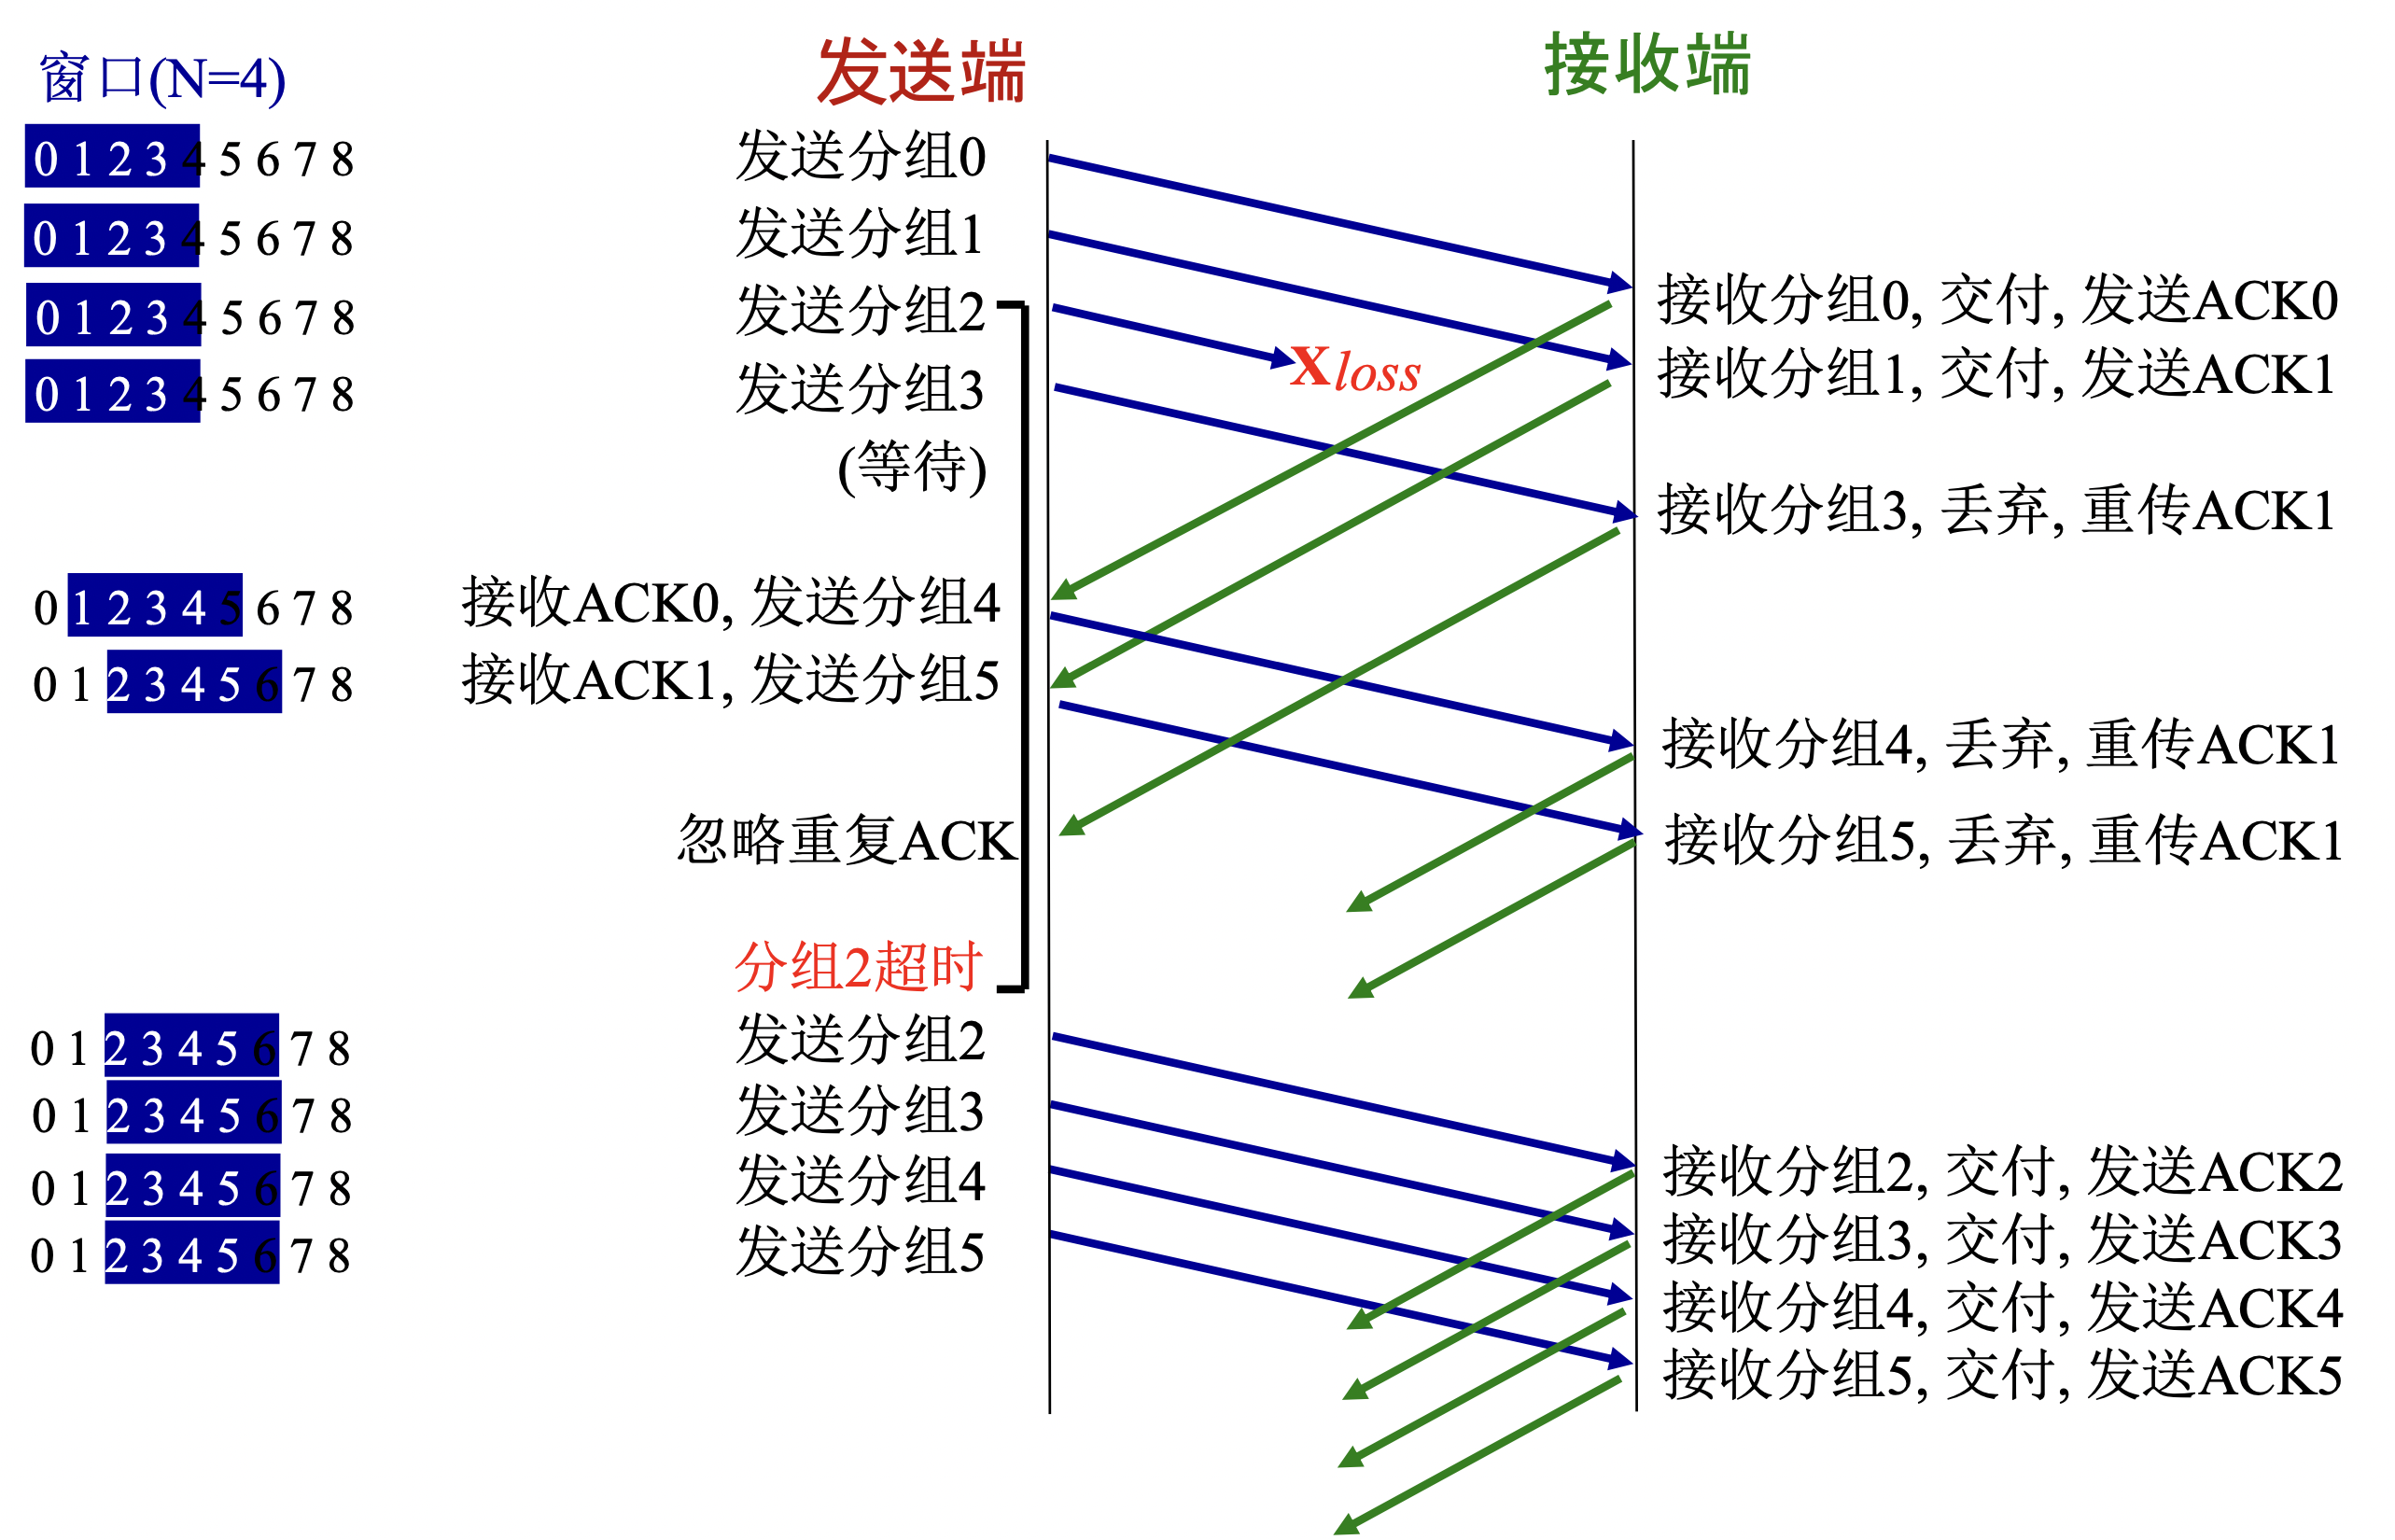 窗口(N=4) 发送端 接收端
0 1 2 3 4 5 6 7 8 发送分组0
0 1 2 3 4 5 6 7 8 发送分组1
接收分组0, 交付, 发送ACK0
0 1 2 3 4 5 6 7 8 发送分组2
xloss
接收分组1, 交付, 发送ACK1
0 1 2 3 4 5 6 7 8 发送分组3
(等待)
接收分组3, 丢弃, 重传ACK1
0 1 2 3 4 5 6 7 8 接收ACK0, 发送分组4
0 1 2 3 4 5 6 7 8 接收ACK1, 发送分组5
接收分组4, 丢弃, 重传ACK1
忽略重复ACK
接收分组5, 丢弃, 重传ACK1
分组2超时
0 1 2 3 4 5 6 7 8 发送分组2
0 1 2 3 4 5 6 7 8 发送分组3
接收分组2, 交付, 发送ACK2
0 1 2 3 4 5 6 7 8 发送分组4
接收分组3, 交付, 发送ACK3
0 1 2 3 4 5 6 7 8 发送分组5
接收分组4, 交付, 发送ACK4
接收分组5, 交付, 发送ACK5